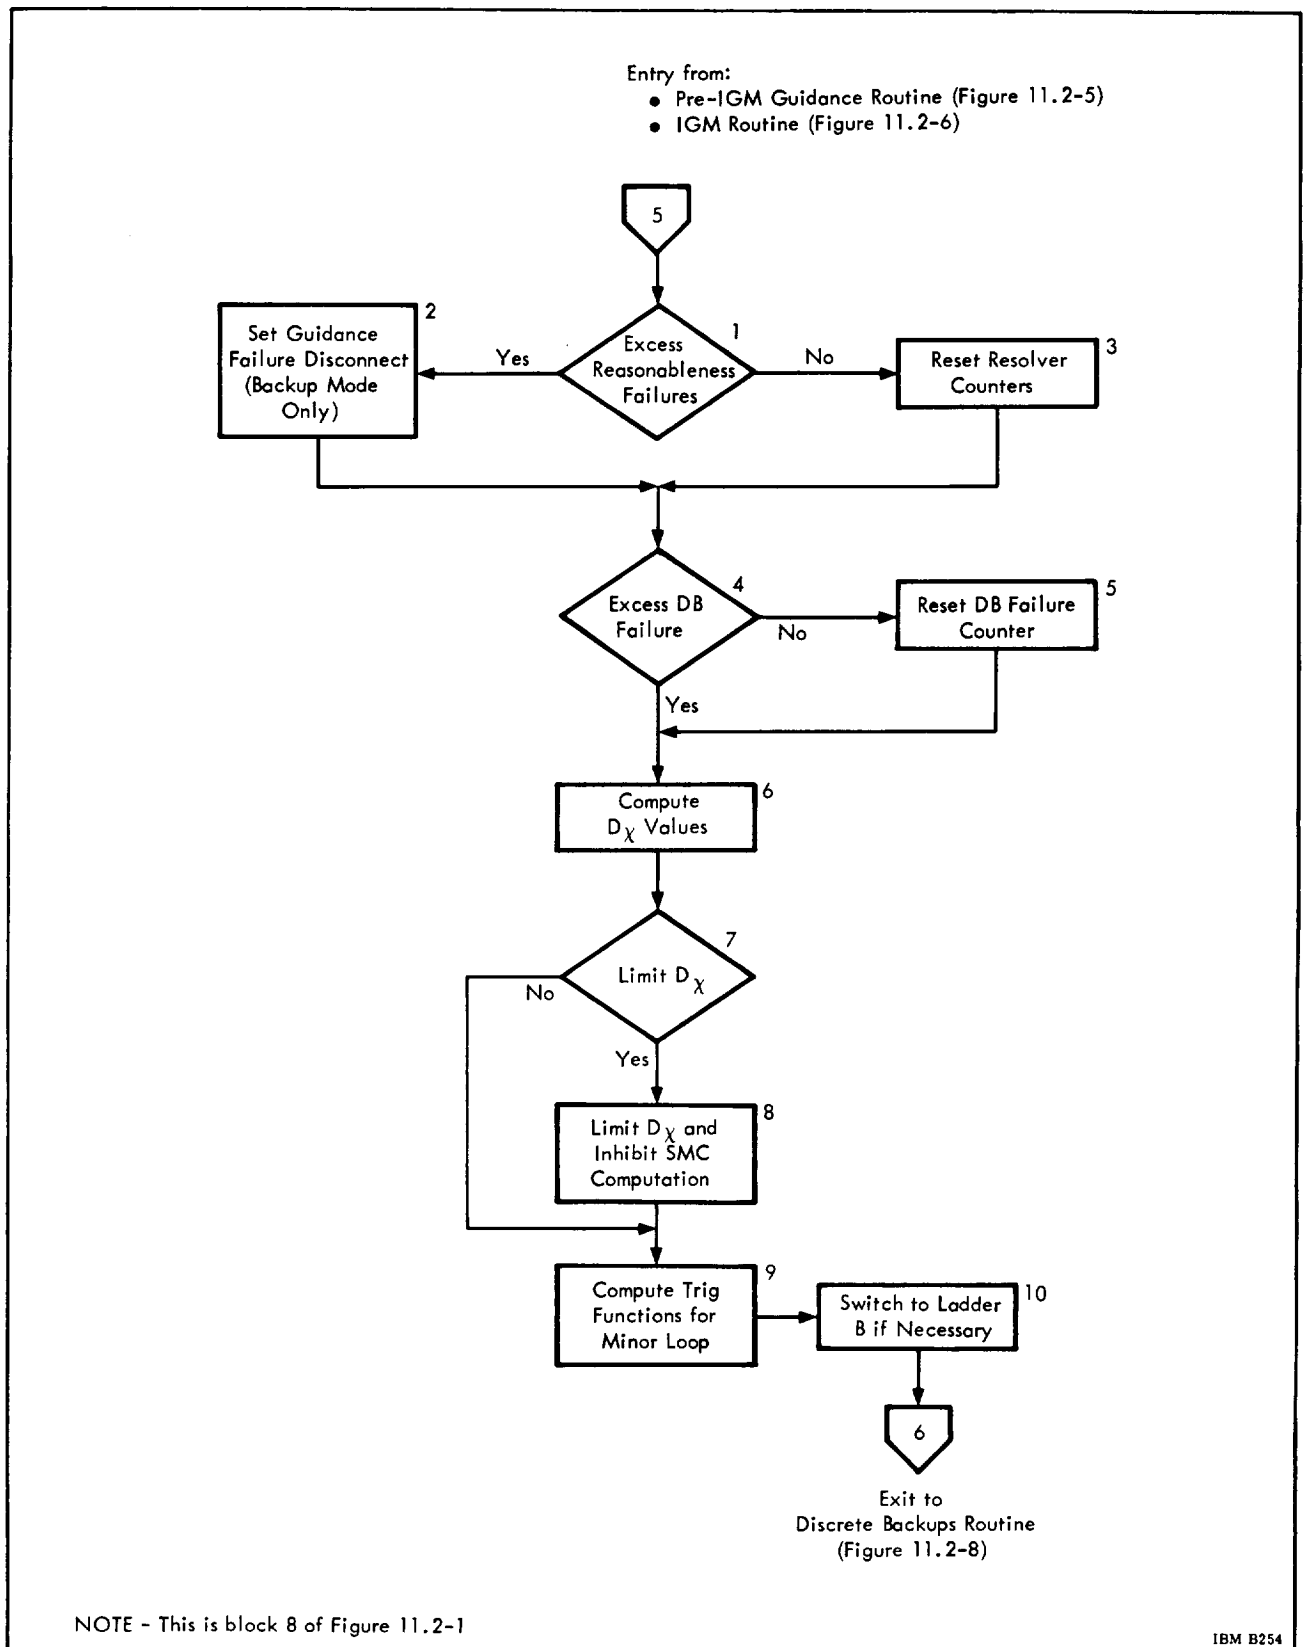 Entry from:
● Pre-IGM Guidance Routine (Figure 11.2-5)
● IGM Routine (Figure 11.2-6)
5
2
Set Guidance
Failure Disconnect
(Backup Mode
Only)
Yes
1
Excess
Reasonableness
Failures
No
3
Reset Resolver
Counters
4
Excess DB
Failure
No
5
Reset DB Failure
Counter
Yes
6
Compute
Dχ Values
7
Limit Dχ
No
Yes
8
Limit Dχ and
Inhibit SMC
Computation
9
Compute Trig
Functions for
Minor Loop
10
Switch to Ladder
B if Necessary
6
Exit to
Discrete Backups Routine
(Figure 11.2-8)
NOTE - This is block 8 of Figure 11.2-1
IBM B254